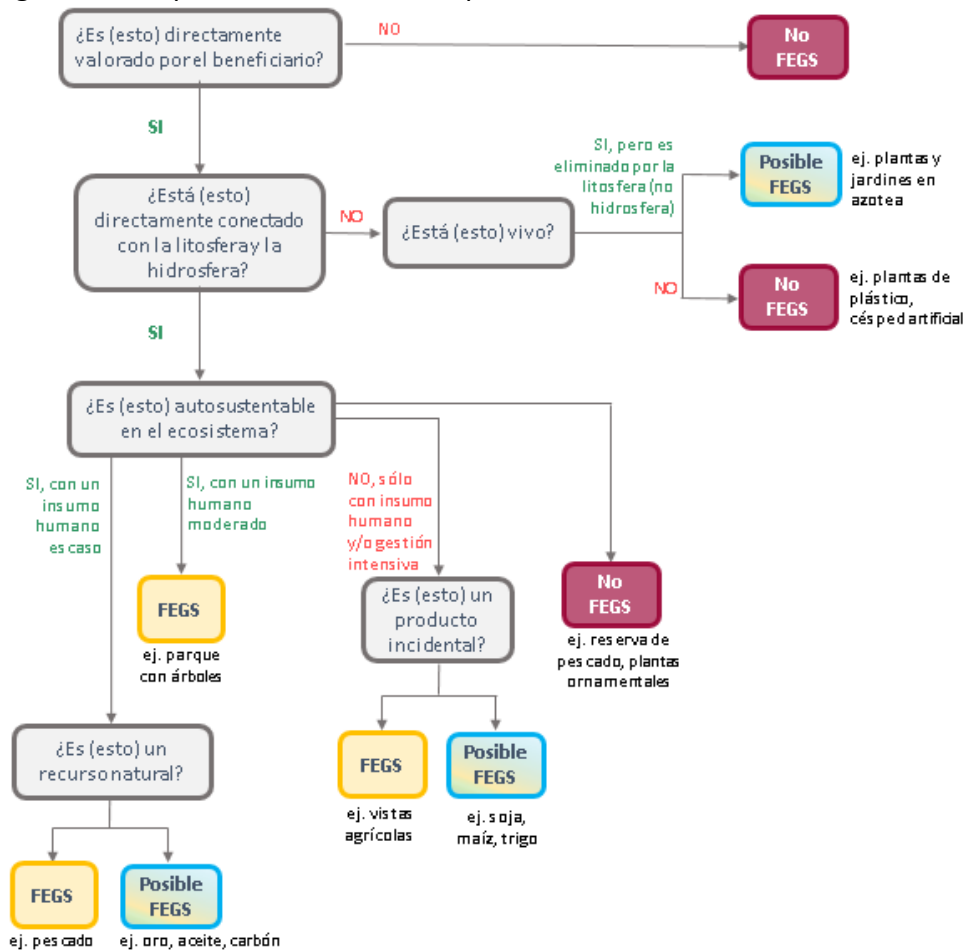 ¿Es (esto) directamente
valorado por el beneficiario?
NO
No
FEGS
SI
¿Está (esto)
directamente conectado
con la litosfera y la
hidrosfera?
NO
¿Está (esto) vivo?
SI, pero es
eliminado por la
litosfera (no
hidrosfera)
Posible
FEGS
ej. plantas y
jardines en
azotea
NO
No
FEGS
ej. plantas de
plástico,
césped artificial
SI
¿Es (esto) autosustentable
en el ecosistema?
SI, con un
insumo
humano
escaso
SI, con un insumo
humano
moderado
NO, sólo
con insumo
humano
y/o gestión
intensiva
FEGS
ej. parque
con árboles
¿Es (esto) un
producto
incidental?
No
FEGS
ej. reserva de
pescado, plantas
ornamentales
¿Es (esto) un
recurso natural?
FEGS
ej. vistas
agrícolas
Posible
FEGS
ej. soja,
maíz, trigo
FEGS
ej. pescado
Posible
FEGS
ej. oro, aceite, carbón